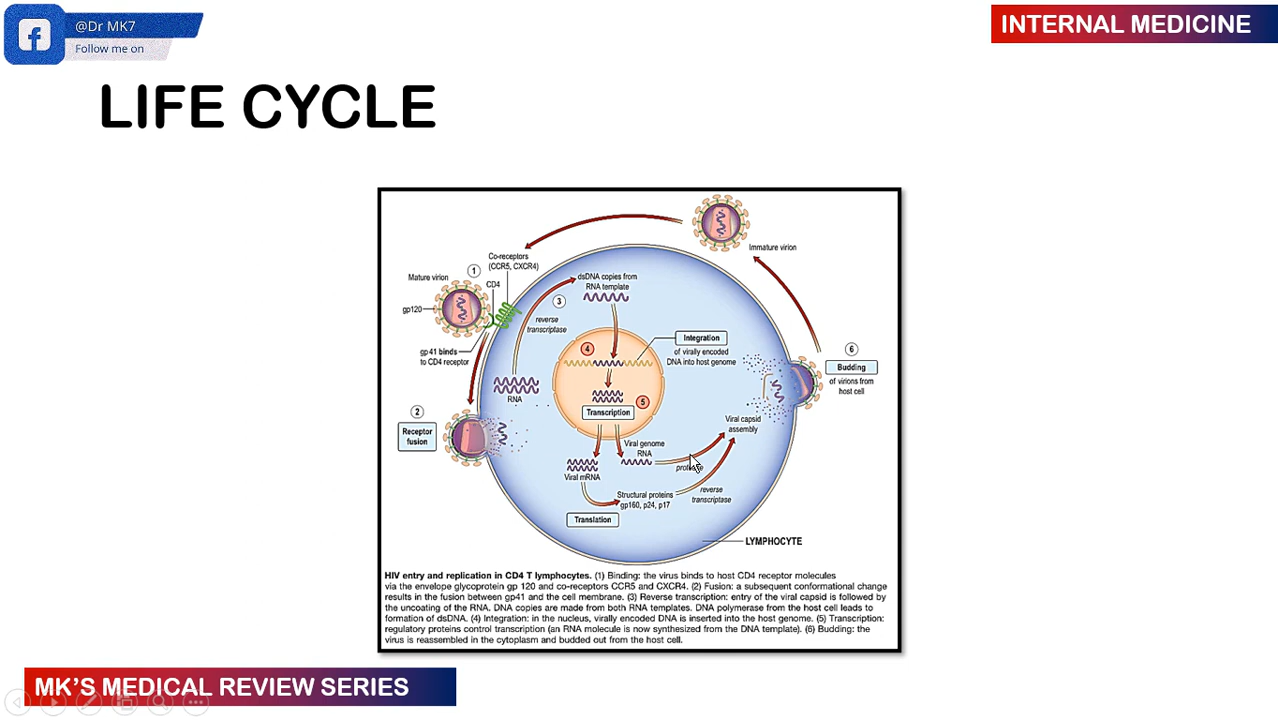 @Dr MK7
Follow me on
INTERNAL MEDICINE
LIFE CYCLE
Immature virion
Co-receptors
(CCR5, CXCR4)
Mature virion
1
CD4
gp120
gp 41 binds
to CD4 receptor
dsDNA copies from
RNA template
3
reverse
transcriptase
RNA
4
Integration
of virally encoded
DNA into host genome
5
Transcription
6
Budding
of virions from
host cell
2
Receptor
fusion
Viral capsid
assembly
Viral genome
RNA
Viral mRNA
Structural proteins
gp160, p24, p17
reverse
transcriptase
Translation
LYMPHOCYTE
HIV entry and replication in CD4 T lymphocytes. (1) Binding: the virus binds to host CD4 receptor molecules
via the envelope glycoprotein gp 120 and co-receptors CCR5 and CXCR4. (2) Fusion: a subsequent conformational change
results in the fusion between gp41 and the cell membrane. (3) Reverse transcription: entry of the viral capsid is followed by
the uncoating of the RNA. DNA copies are made from both RNA templates. DNA polymerase from the host cell leads to
formation of dsDNA. (4) Integration: in the nucleus, virally encoded DNA is inserted into the host genome. (5) Transcription:
regulatory proteins control transcription (an RNA molecule is now synthesized from the DNA template). (6) Budding: the
virus is reassembled in the cytoplasm and budded out from the host cell.
MK'S MEDICAL REVIEW SERIES